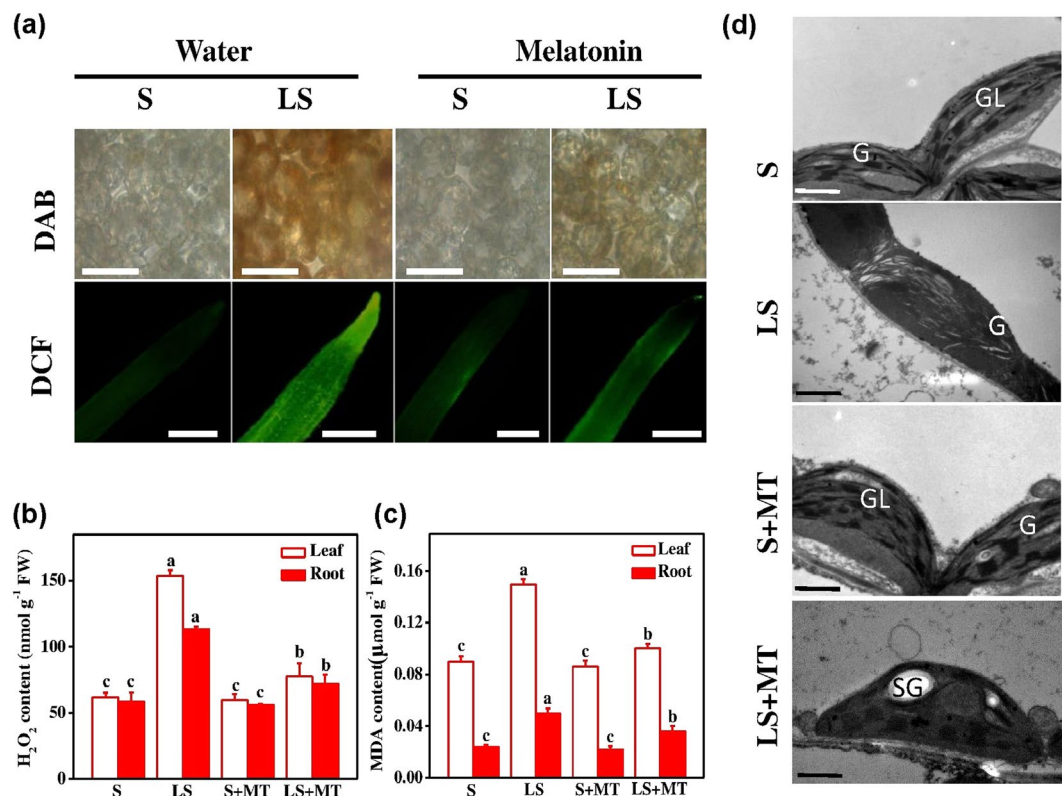 (a)
Water Melatonin
S LS S LS
DAB
DCF
(b)
H₂O₂ content (nmol g⁻¹ FW)
150
100
50
0
Leaf
Root
c c a a c c b b
S LS S+MT LS+MT
(c)
MDA content(μmol g⁻¹ FW)
0.16
0.12
0.08
0.04
0.00
Leaf
Root
c c a a c c b b
S LS S+MT LS+MT
(d)
S
GL
G
LS
G
S+MT
GL
G
LS+MT
SG